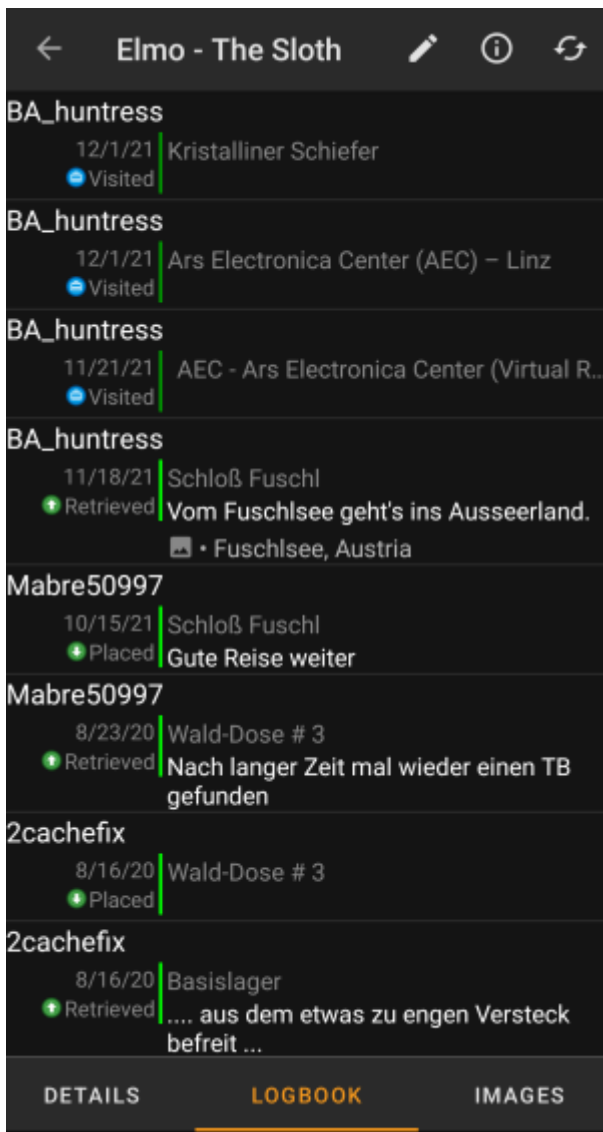 Elmo - The Sloth
BA_huntress
12/1/21 Kristalliner Schiefer
Visited
BA_huntress
12/1/21 Ars Electronica Center (AEC) – Linz
Visited
BA_huntress
11/21/21 AEC - Ars Electronica Center (Virtual R...
Visited
BA_huntress
11/18/21 Schloß Fuschl
Retrieved Vom Fuschlsee geht's ins Ausseerland.
• Fuschlsee, Austria
Mabre50997
10/15/21 Schloß Fuschl
Placed Gute Reise weiter
Mabre50997
8/23/20 Wald-Dose # 3
Retrieved Nach langer Zeit mal wieder einen TB
gefunden
2cachefix
8/16/20 Wald-Dose # 3
Placed
2cachefix
8/16/20 Basislager
Retrieved .... aus dem etwas zu engen Versteck
befreit ...
DETAILS LOGBOOK IMAGES